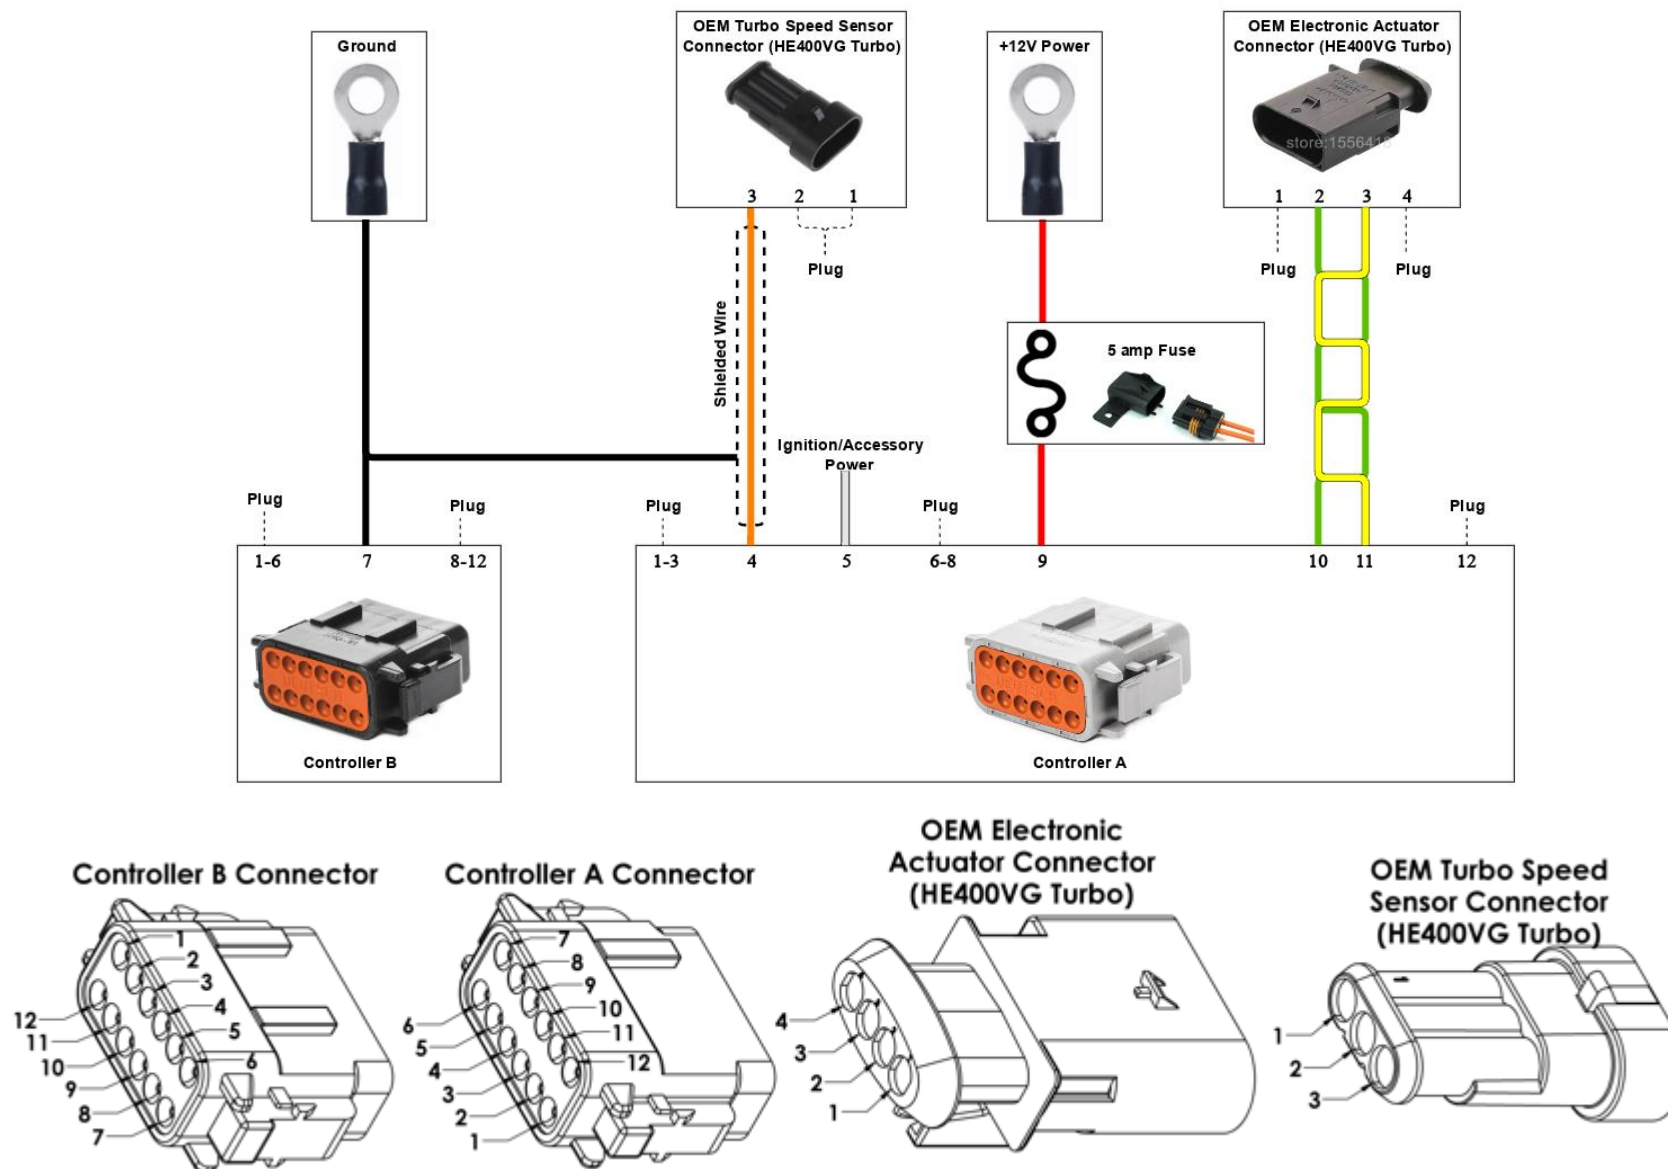 Ground
OEM Turbo Speed Sensor
Connector (HE400VG Turbo)
+12V Power
OEM Electronic Actuator
Connector (HE400VG Turbo)
store:1556415
3
2
1
1
2
3
4
Plug
Plug
Plug
Shielded Wire
5 amp Fuse
Ignition/Accessory
Power
Plug
Plug
Plug
Plug
Plug
1-6
7
8-12
1-3
4
5
6-8
9
10
11
12
Controller B
Controller A
Controller B Connector
1
2
3
4
5
6
12
11
10
9
8
7
Controller A Connector
7
8
9
10
11
12
6
5
4
3
2
1
OEM Electronic
Actuator Connector
(HE400VG Turbo)
4
3
2
1
OEM Turbo Speed
Sensor Connector
(HE400VG Turbo)
1
1
2
3